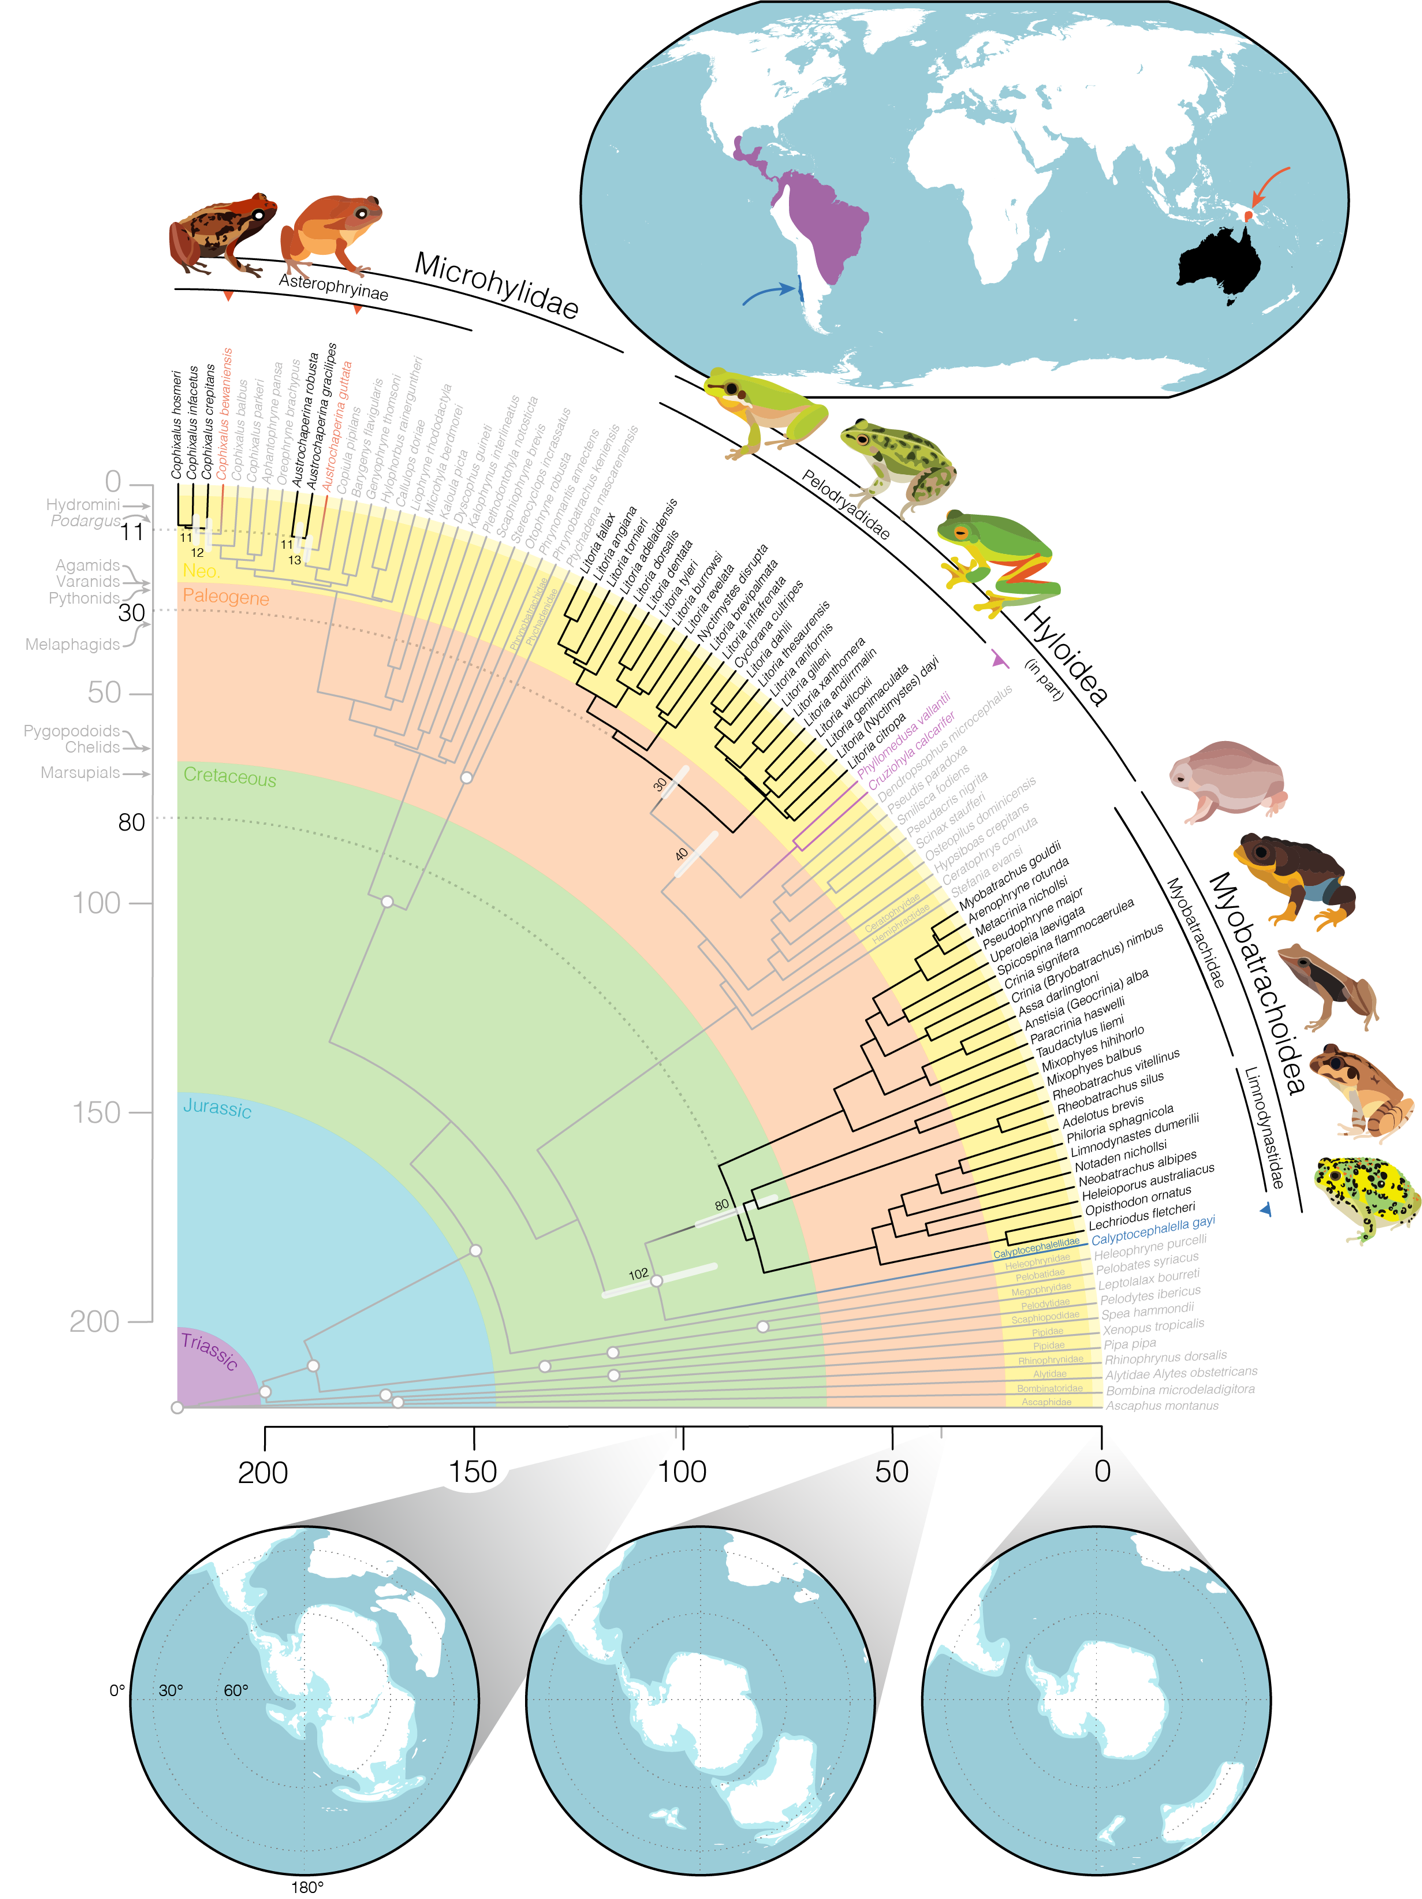 Microhylidae
Asterophryinae
Cophixalus hosmeri
Cophixalus infacetus
Cophixalus crepitans
Cophixalus bewaniensis
Cophixalus balbus
Cophixalus parkeri
Aphantophryne pansa
Oreophryne brachypus
Austrochaperina robusta
Austrochaperina gracilipes
Austrochaperina guttata
Copiula pipilans
Barygenys flavigularis
Genyophryne thomsoni
Hylophorbus rainerguntheri
Callulops doriae
Liophryne rhododactyla
Microhyla berdmorei
Kaloula picta
Dyscophus guineti
Kalophrynus interlineatus
Plethodontohyla notosticta
Scaphiophryne brevis
Stereocyclops incrassatus
Otophryne robusta
Phrynomantis annectens
Phrynobatrachus keniensis
Ptychadena mascareniensis
Phrynobatrachidae
Ptychadenidae
Pelodryadidae
Hyloidea
(in part)
Litoria fallax
Litoria angiana
Litoria tornieri
Litoria adelaidensis
Litoria dorsalis
Litoria dentata
Litoria tyleri
Litoria burrowsi
Litoria revelata
Nyctimystes disrupta
Litoria brevipalmata
Litoria infrafrenata
Cyclorana cultripes
Litoria dahlii
Litoria thesaurensis
Litoria raniformis
Litoria gilleni
Litoria xanthomera
Litoria andiirrmalin
Litoria wilcoxii
Litoria genimaculata
Litoria (Nyctimystes) dayi
Litoria citropa
Phyllomedusa vallantii
Cruziohyla calcarifer
Dendropsophus microcephalus
Pseudis paradoxa
Smilisca fodiens
Pseudacris nigrita
Scinax staufferi
Osteopilus dominicensis
Hypsiboas crepitans
Ceratophrys cornuta
Stefania evansi
Ceratophryidae
Hemiphractidae
Myobatrachoidea
Myobatrachidae
Limnodynastidae
Myobatrachus gouldii
Arenophryne rotunda
Metacrinia nichollsi
Pseudophryne major
Uperoleia laevigata
Spicospina flammocaerulea
Crinia signifera
Crinia (Bryobatrachus) nimbus
Assa darlingtoni
Anstisia (Geocrinia) alba
Paracrinia haswelli
Taudactylus liemi
Mixophyes hihihorlo
Mixophyes balbus
Rheobatrachus vitellinus
Rheobatrachus silus
Adelotus brevis
Philoria sphagnicola
Limnodynastes dumerilii
Notaden nichollsi
Neobatrachus albipes
Heleioporus australiacus
Opisthodon ornatus
Lechriodus fletcheri
Calyptocephalellidae
Calyptocephalella gayi
Heleophrynidae
Heleophryne purcelli
Pelobatidae
Pelobates syriacus
Megophryidae
Leptolalax bourreti
Pelodytidae
Pelodytes ibericus
Scaphiopodidae
Spea hammondii
Pipidae
Xenopus tropicalis
Pipidae
Pipa pipa
Rhinophrynidae
Rhinophrynus dorsalis
Alytidae
Alytidae Alytes obstetricans
Bombinatoridae
Bombina microdeladigitora
Ascaphidae
Ascaphus montanus
0
Hydromini
Podargus
11
Agamids
Varanids
Pythonids
30
Melaphagids
50
Pygopodoids
Chelids
Marsupials
80
100
150
200
11
12
11
13
30
40
80
102
Neo.
Paleogene
Cretaceous
Jurassic
Triassic
200
150
100
50
0
0°
30°
60°
180°